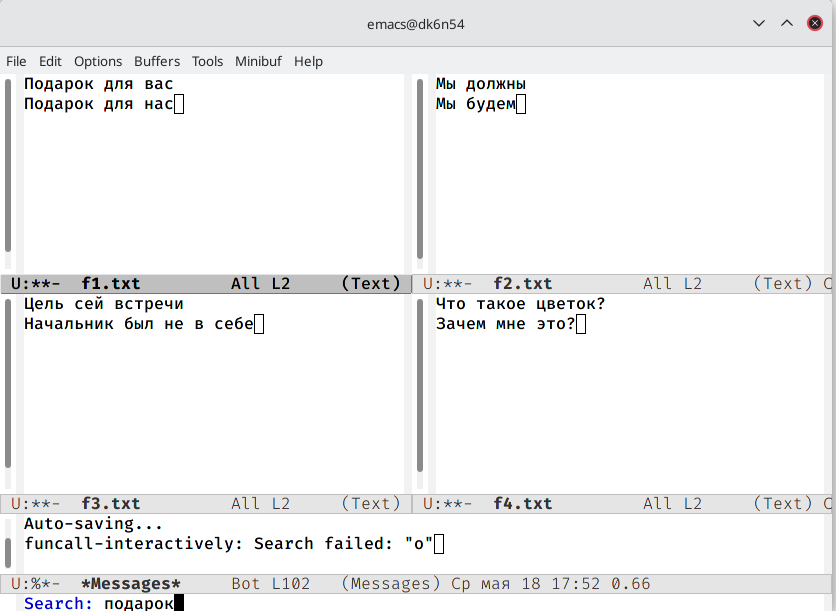 emacs@dk6n54
File Edit Options Buffers Tools Minibuf Help
Подарок для вас
Подарок для нас
Мы должны
Мы будем
U:**-  f1.txt         All L2     (Text)
U:**-  f2.txt         All L2     (Text) C
Цель сей встречи
Начальник был не в себе
Что такое цветок?
Зачем мне это?
U:**-  f3.txt         All L2     (Text)
U:**-  f4.txt         All L2     (Text) C
Auto-saving...
funcall-interactively: Search failed: "о"
U:%*-  *Messages*     Bot L102   (Messages) Ср мая 18 17:52 0.66
Search: подарок